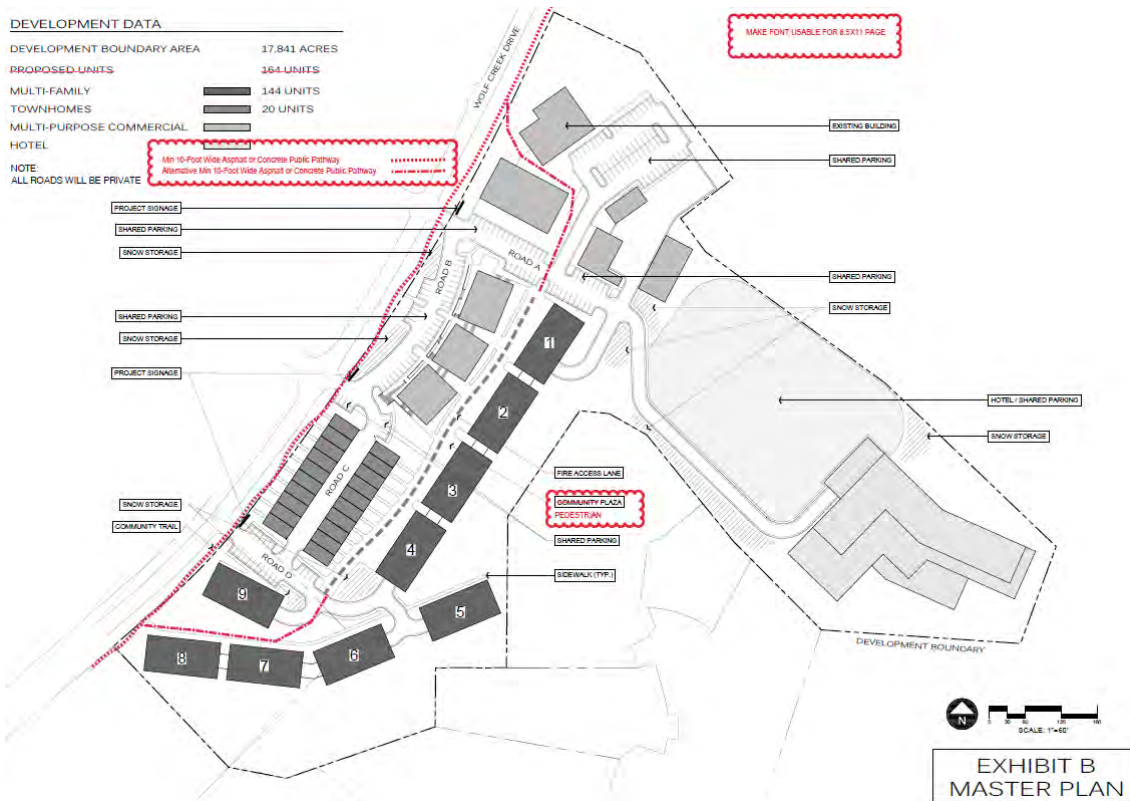 DEVELOPMENT DATA
DEVELOPMENT BOUNDARY AREA 17.841 ACRES
PROPOSED UNITS 164 UNITS
MULTI-FAMILY 144 UNITS
TOWNHOMES 20 UNITS
MULTI-PURPOSE COMMERCIAL
HOTEL
NOTE:
ALL ROADS WILL BE PRIVATE
Min 10-Foot Wide Asphalt or Concrete Public Pathway
Alternative Min 10-Foot Wide Asphalt or Concrete Public Pathway
MAKE FONT USABLE FOR 8.5X11 PAGE
WOLF CREEK DRIVE
EXISTING BUILDING
SHARED PARKING
PROJECT SIGNAGE
SHARED PARKING
SNOW STORAGE
ROAD A
ROAD B
SHARED PARKING
SNOW STORAGE
SHARED PARKING
SNOW STORAGE
PROJECT SIGNAGE
1
2
3
4
HOTEL / SHARED PARKING
SNOW STORAGE
ROAD C
FIRE ACCESS LANE
COMMUNITY PLAZA
PEDESTRIAN
SHARED PARKING
SIDEWALK (TYP.)
SNOW STORAGE
COMMUNITY TRAIL
ROAD D
9
5
8
7
6
DEVELOPMENT BOUNDARY
N
0 30 60 120 180
SCALE: 1"=60'
EXHIBIT B
MASTER PLAN